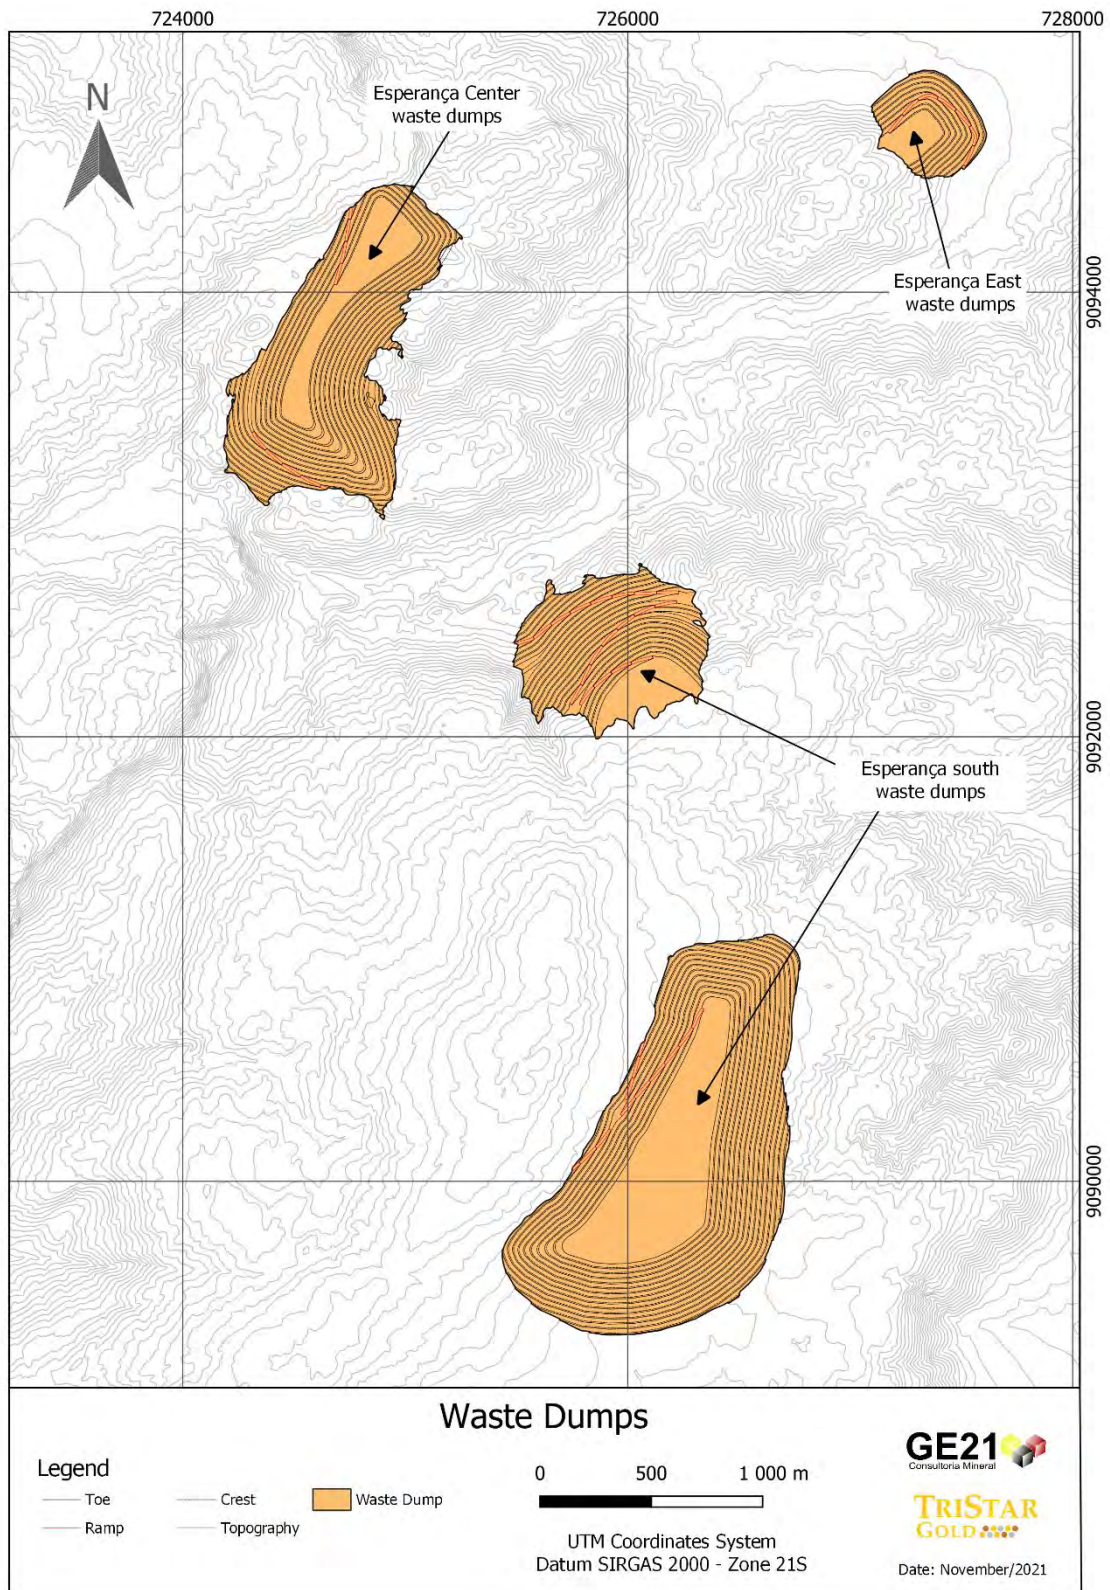 724000
726000
728000
N
Esperança Center
waste dumps
Esperança East
waste dumps
9094000
9092000
Esperança south
waste dumps
9090000
Waste Dumps
Legend
Toe
Crest
Waste Dump
Ramp
Topography
0 500 1 000 m
UTM Coordinates System
Datum SIRGAS 2000 - Zone 21S
GE21
Consultoria Mineral
TRISTAR
GOLD
Date: November/2021